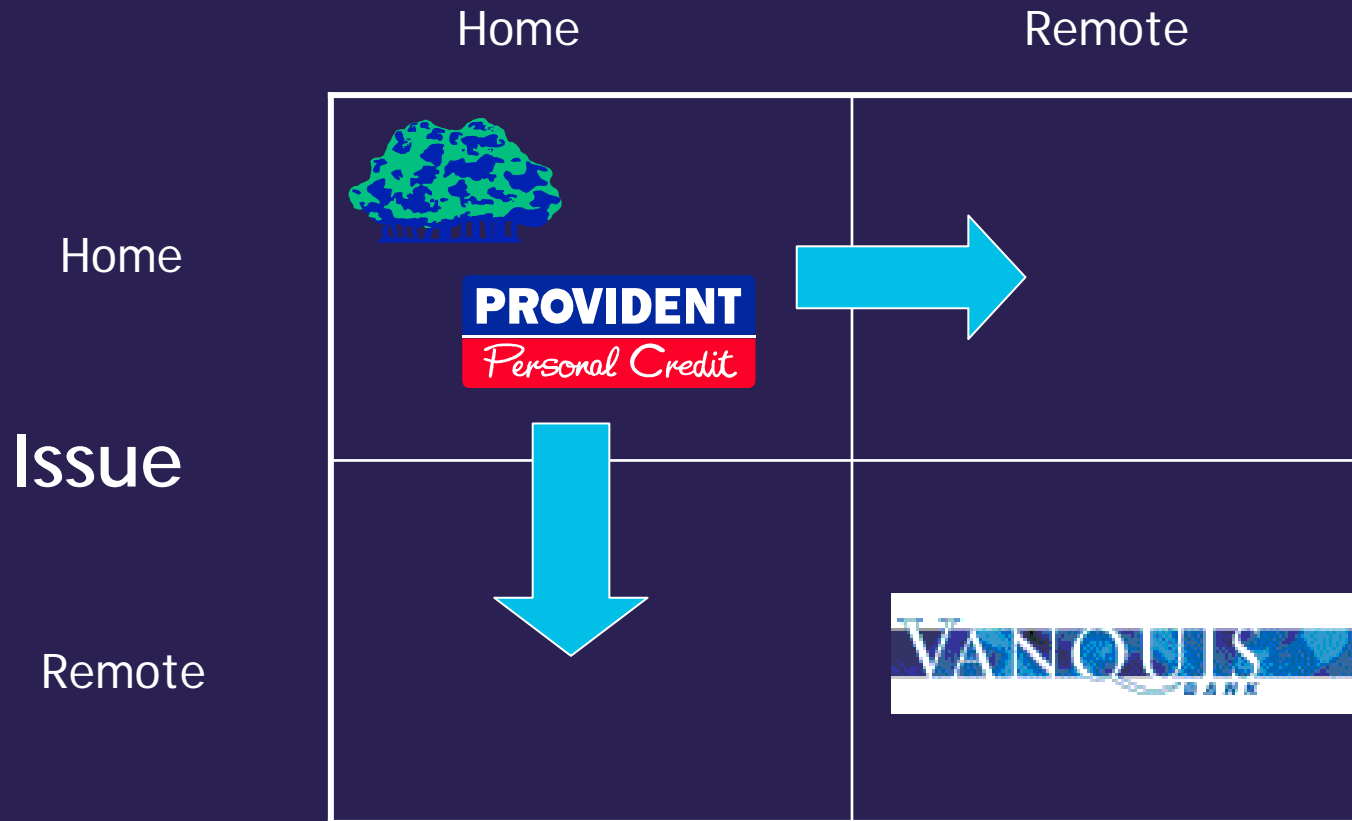 Home Remote
Home
PROVIDENT
Personal Credit
Issue
Remote
VANQUIS
BANK